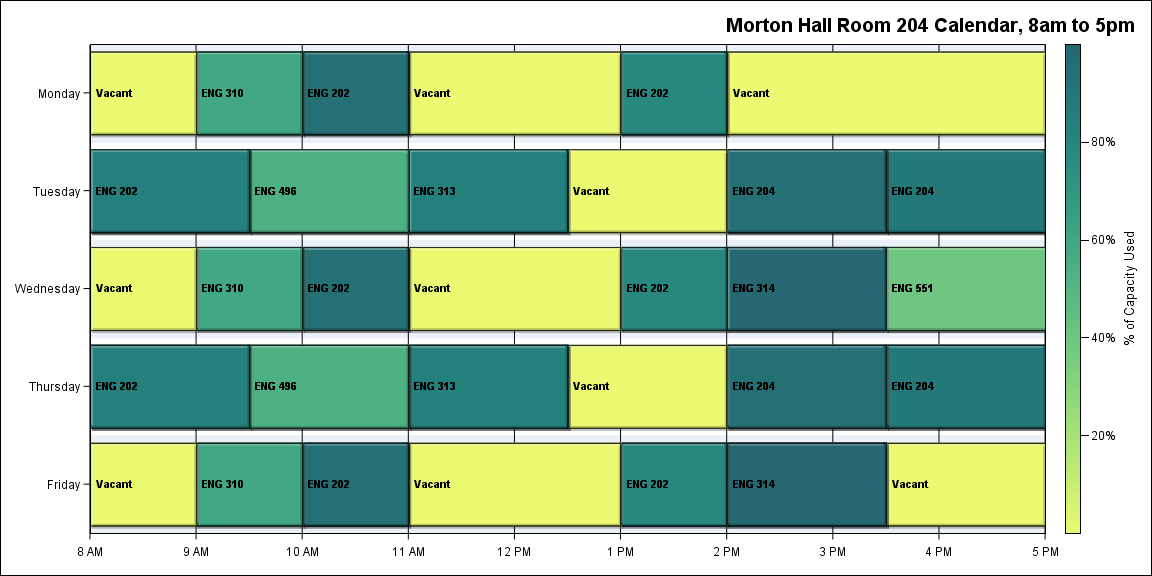 Morton Hall Room 204 Calendar, 8am to 5pm
Monday
Vacant
ENG 310
ENG 202
Vacant
ENG 202
Vacant
Tuesday
ENG 202
ENG 496
ENG 313
Vacant
ENG 204
ENG 204
Wednesday
Vacant
ENG 310
ENG 202
Vacant
ENG 202
ENG 314
ENG 551
Thursday
ENG 202
ENG 496
ENG 313
Vacant
ENG 204
ENG 204
Friday
Vacant
ENG 310
ENG 202
Vacant
ENG 202
ENG 314
Vacant
8 AM
9 AM
10 AM
11 AM
12 PM
1 PM
2 PM
3 PM
4 PM
5 PM
80%
60%
40%
20%
% of Capacity Used